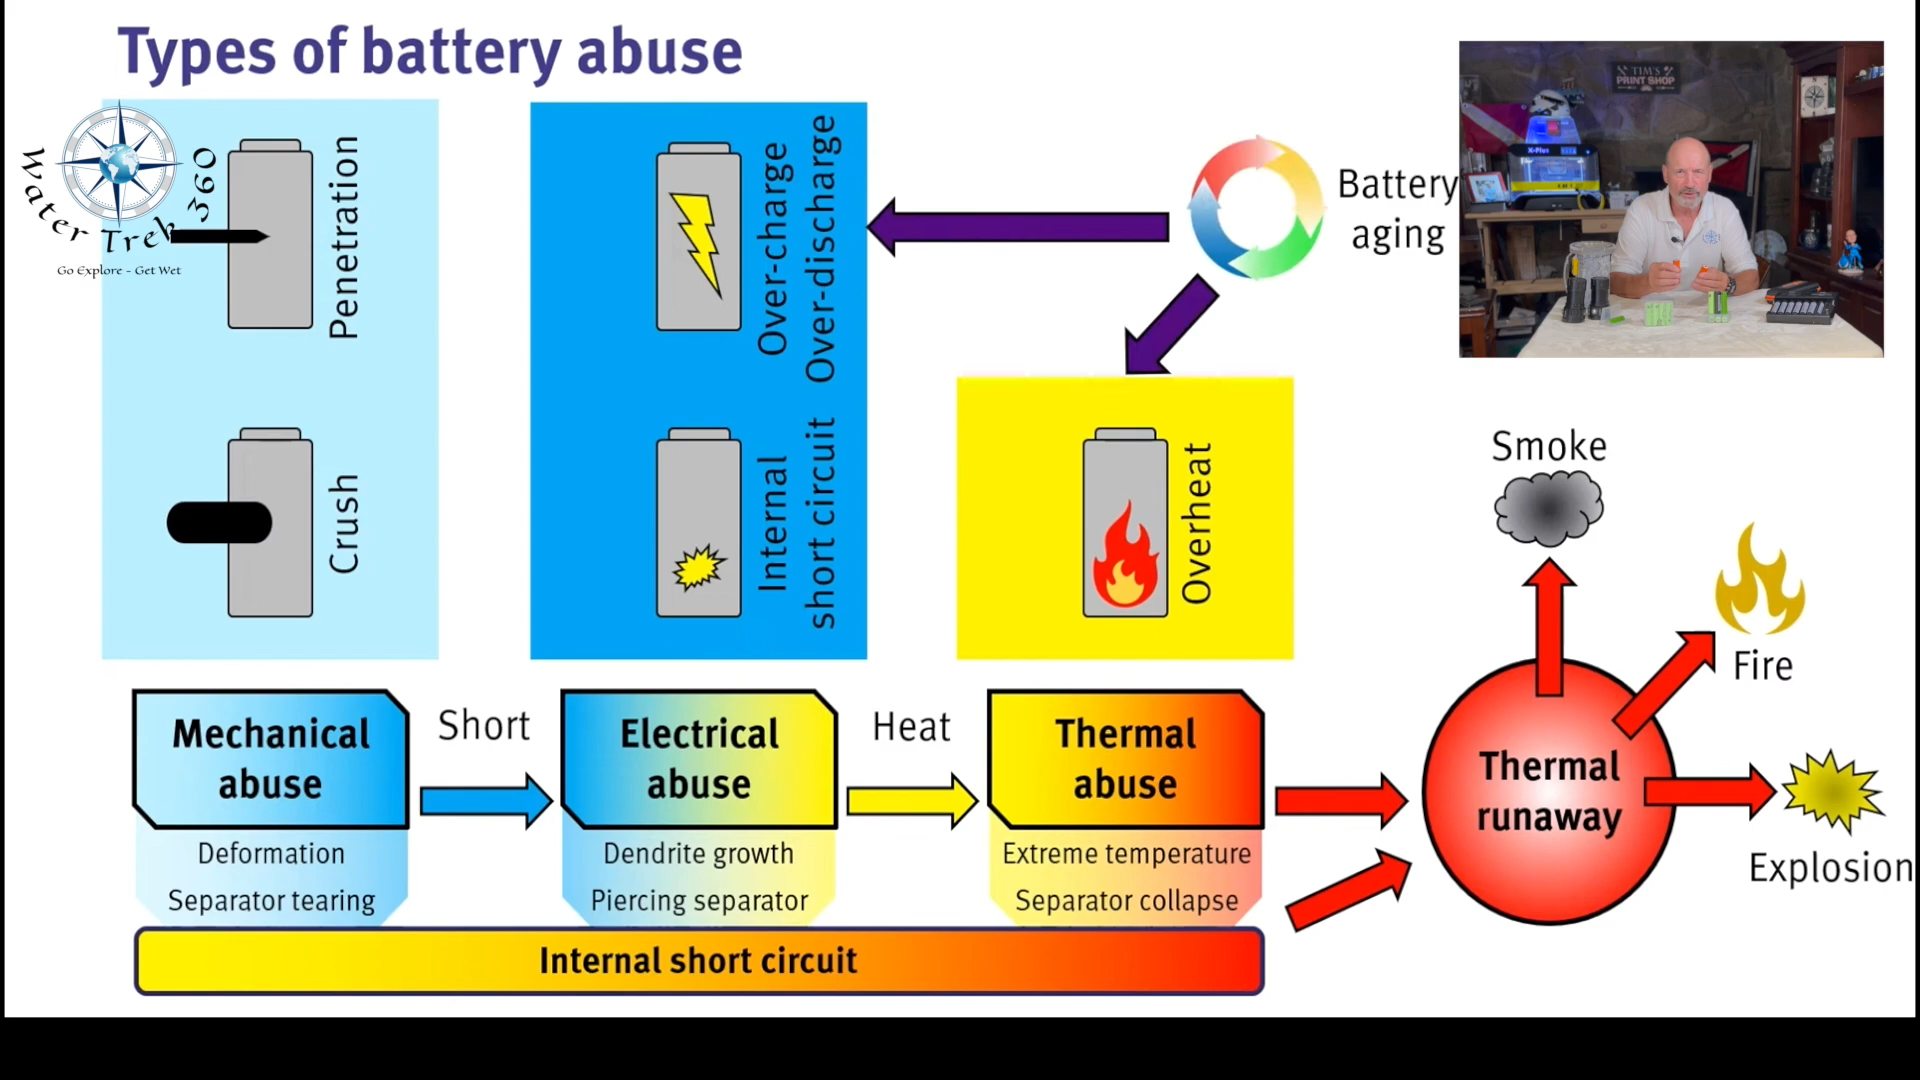 Types of battery abuse
Water Trek 360
Go Explore - Get Wet
Penetration
Crush
Over-charge
Over-discharge
Internal
short circuit
Battery
aging
TIM'S
PRINT SHOP
X-Plus
Overheat
Smoke
Fire
Explosion
Mechanical
abuse
Short
Electrical
abuse
Heat
Thermal
abuse
Thermal
runaway
Deformation
Separator tearing
Dendrite growth
Piercing separator
Extreme temperature
Separator collapse
Internal short circuit